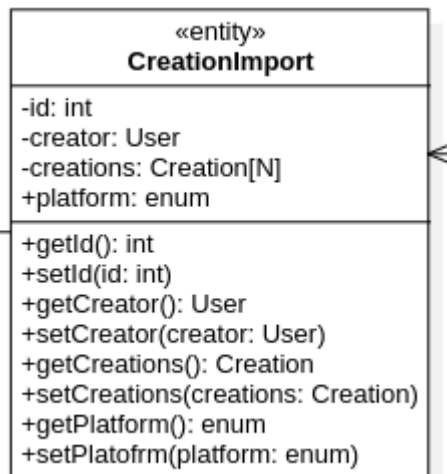 «entity»
CreationImport
-id: int
-creator: User
-creations: Creation[N]
+platform: enum
+getId(): int
+setId(id: int)
+getCreator(): User
+setCreator(creator: User)
+getCreations(): Creation
+setCreations(creations: Creation)
+getPlatform(): enum
+setPlatofrm(platform: enum)